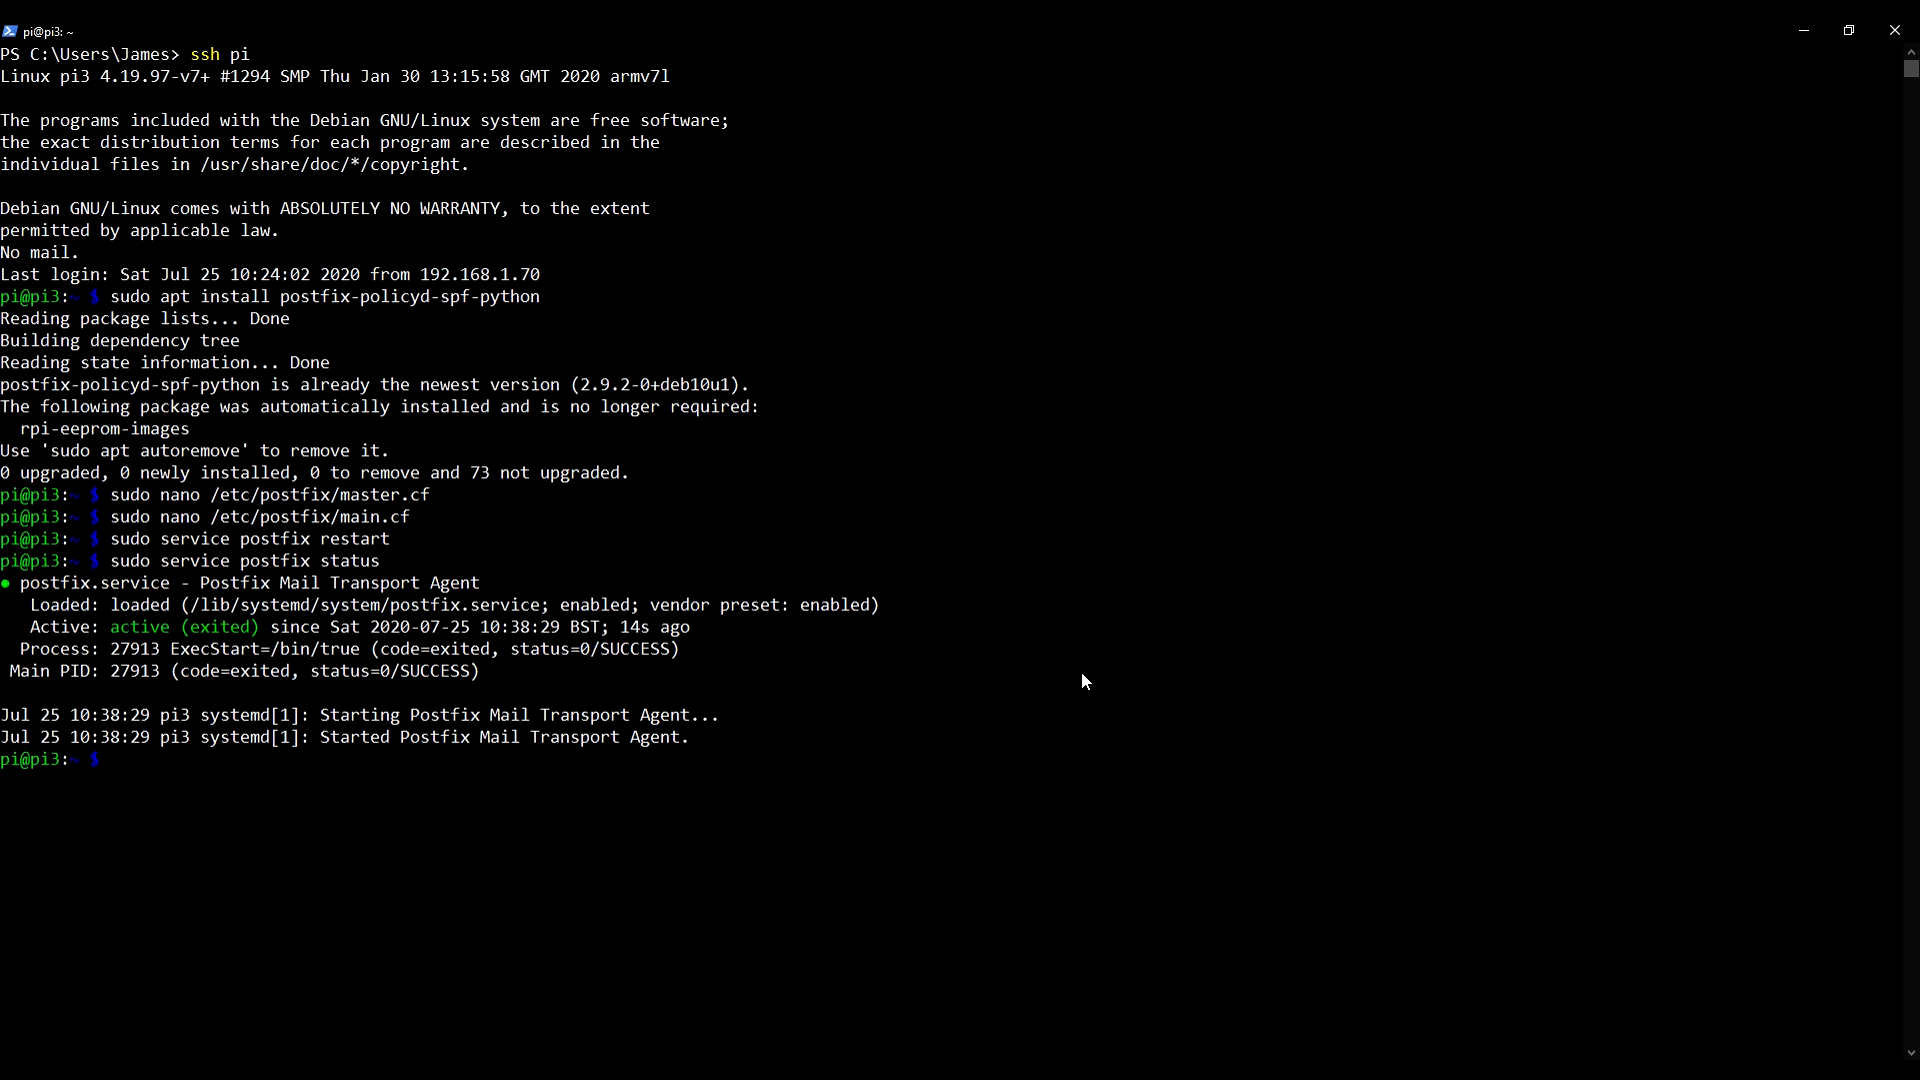 pi@pi3: ~
PS C:\Users\James> ssh pi
Linux pi3 4.19.97-v7+ #1294 SMP Thu Jan 30 13:15:58 GMT 2020 armv7l
The programs included with the Debian GNU/Linux system are free software;
the exact distribution terms for each program are described in the
individual files in /usr/share/doc/*/copyright.
Debian GNU/Linux comes with ABSOLUTELY NO WARRANTY, to the extent
permitted by applicable law.
No mail.
Last login: Sat Jul 25 10:24:02 2020 from 192.168.1.70
pi@pi3:~ $ sudo apt install postfix-policyd-spf-python
Reading package lists... Done
Building dependency tree
Reading state information... Done
postfix-policyd-spf-python is already the newest version (2.9.2-0+deb10u1).
The following package was automatically installed and is no longer required:
  rpi-eeprom-images
Use 'sudo apt autoremove' to remove it.
0 upgraded, 0 newly installed, 0 to remove and 73 not upgraded.
pi@pi3:~ $ sudo nano /etc/postfix/master.cf
pi@pi3:~ $ sudo nano /etc/postfix/main.cf
pi@pi3:~ $ sudo service postfix restart
pi@pi3:~ $ sudo service postfix status
● postfix.service - Postfix Mail Transport Agent
   Loaded: loaded (/lib/systemd/system/postfix.service; enabled; vendor preset: enabled)
   Active: active (exited) since Sat 2020-07-25 10:38:29 BST; 14s ago
  Process: 27913 ExecStart=/bin/true (code=exited, status=0/SUCCESS)
 Main PID: 27913 (code=exited, status=0/SUCCESS)
Jul 25 10:38:29 pi3 systemd[1]: Starting Postfix Mail Transport Agent...
Jul 25 10:38:29 pi3 systemd[1]: Started Postfix Mail Transport Agent.
pi@pi3:~ $